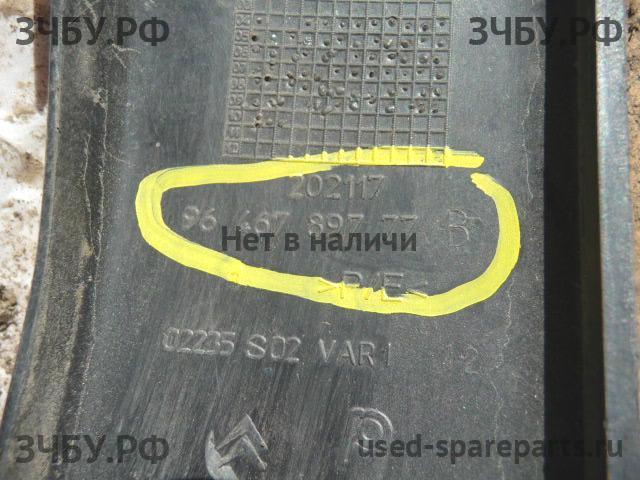 ЗЧБУ.РФ ЗЧБУ.РФ
202117
96 467 897 77 B
Нет в наличи
>P/E<
02235 S02 VAR1 2
ЗЧБУ.РФ used-spareparts.ru